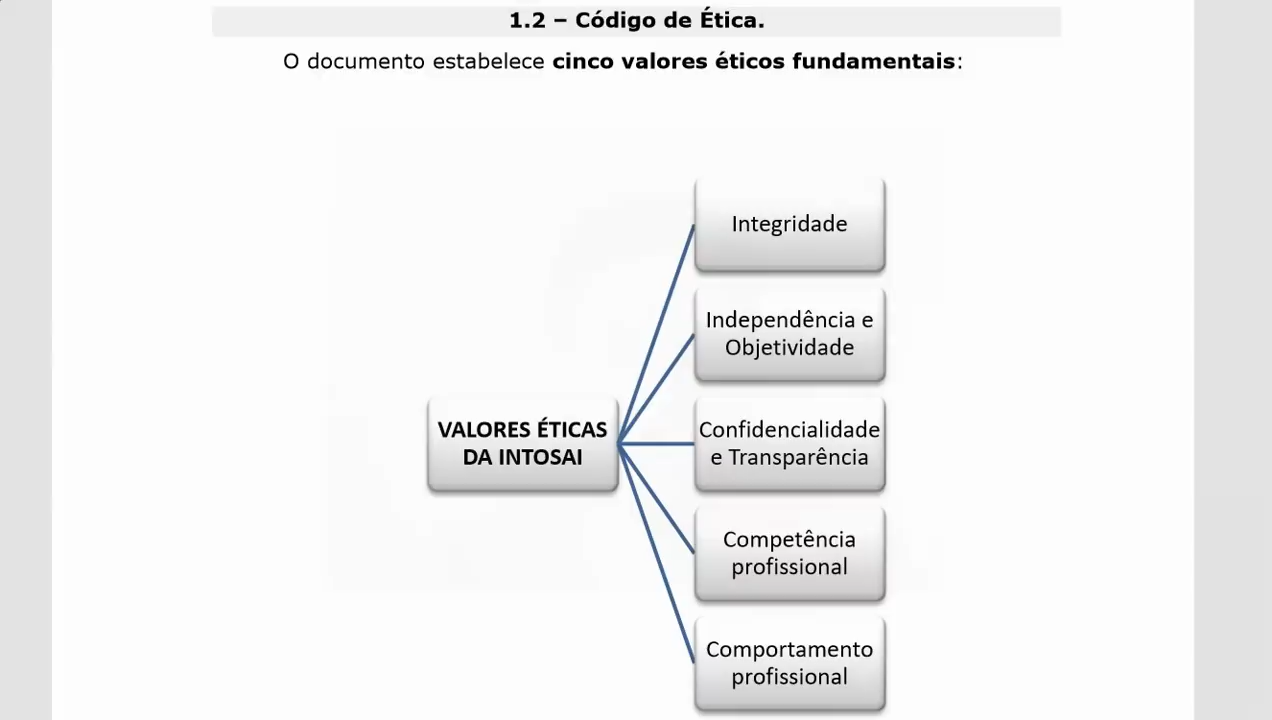 1.2 – Código de Ética.
O documento estabelece cinco valores éticos fundamentais:
Integridade
Independência e
Objetividade
VALORES ÉTICAS
DA INTOSAI
Confidencialidade
e Transparência
Competência
profissional
Comportamento
profissional